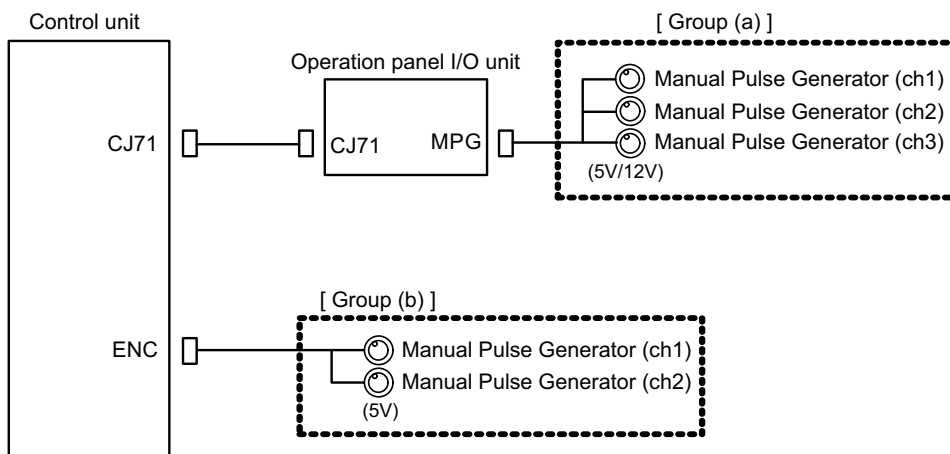 Control unit
[ Group (a) ]
Operation panel I/O unit
Manual Pulse Generator (ch1)
Manual Pulse Generator (ch2)
CJ71
CJ71
MPG
Manual Pulse Generator (ch3)
(5V/12V)
[ Group (b) ]
ENC
Manual Pulse Generator (ch1)
Manual Pulse Generator (ch2)
(5V)